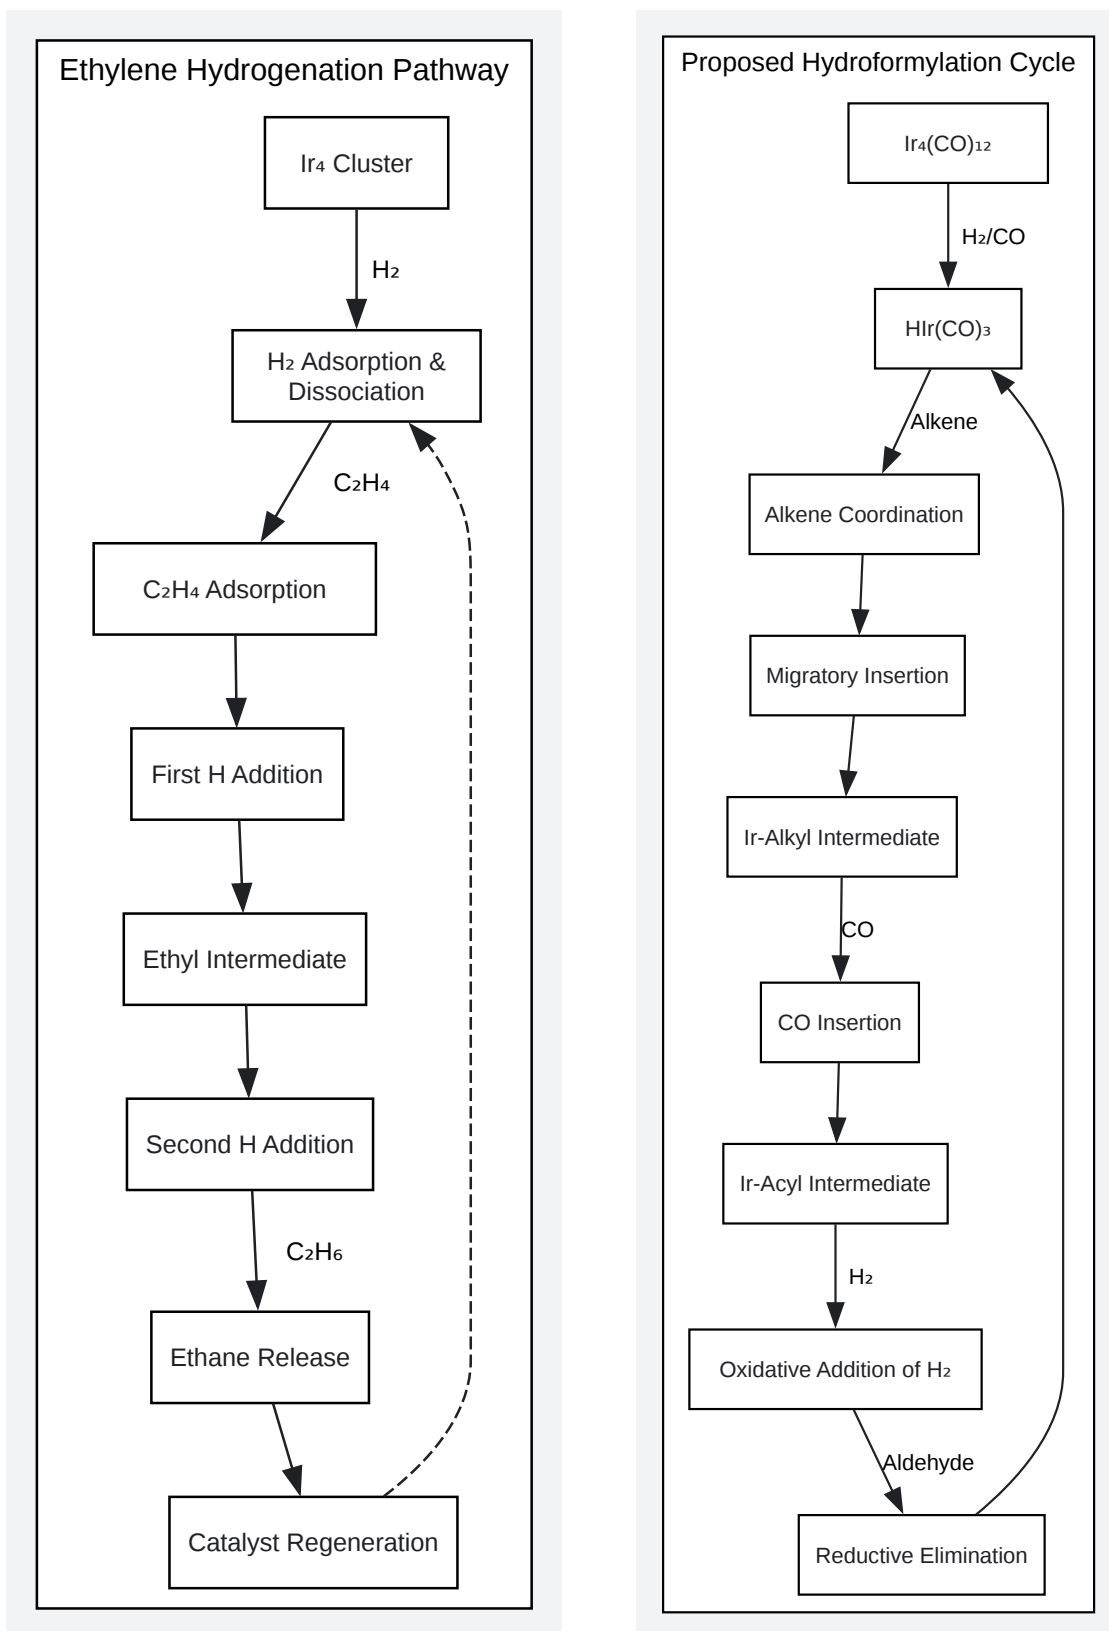 Ethylene Hydrogenation Pathway
Ir₄ Cluster
H₂
H₂ Adsorption &
Dissociation
C₂H₄
C₂H₄ Adsorption
First H Addition
Ethyl Intermediate
Second H Addition
C₂H₆
Ethane Release
Catalyst Regeneration
Proposed Hydroformylation Cycle
Ir₄(CO)₁₂
H₂/CO
HIr(CO)₃
Alkene
Alkene Coordination
Migratory Insertion
Ir-Alkyl Intermediate
CO
CO Insertion
Ir-Acyl Intermediate
H₂
Oxidative Addition of H₂
Aldehyde
Reductive Elimination